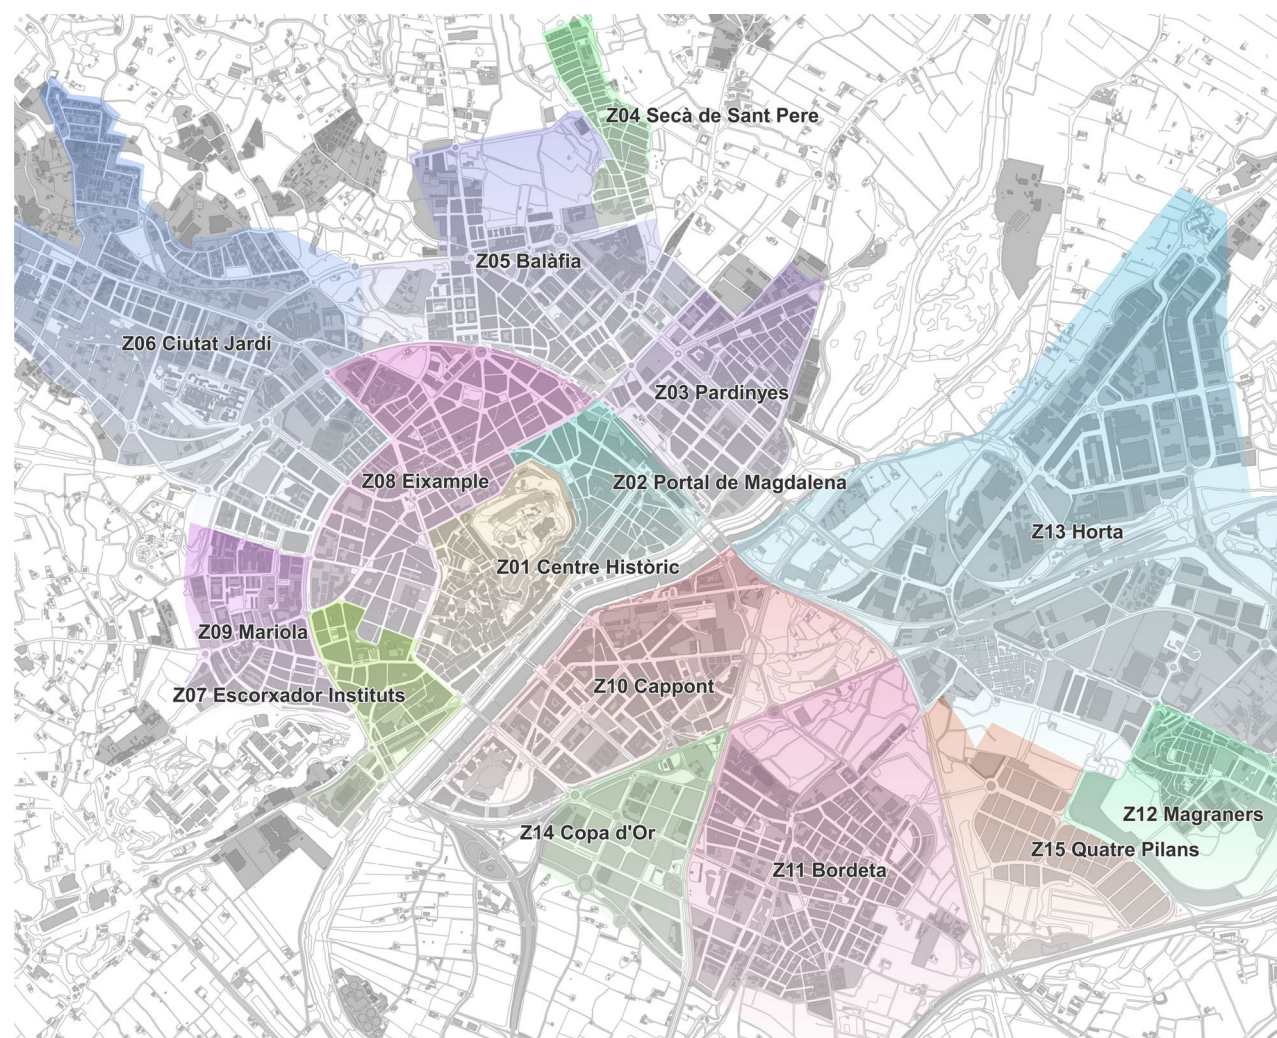 Z04 Secà de Sant Pere
Z05 Balàfia
Z06 Ciutat Jardí
Z03 Pardinyes
Z08 Eixample
Z02 Portal de Magdalena
Z13 Horta
Z01 Centre Històric
Z09 Mariola
Z10 Cappont
Z07 Escorxador Instituts
Z12 Magraners
Z14 Copa d'Or
Z15 Quatre Pilans
Z11 Bordeta